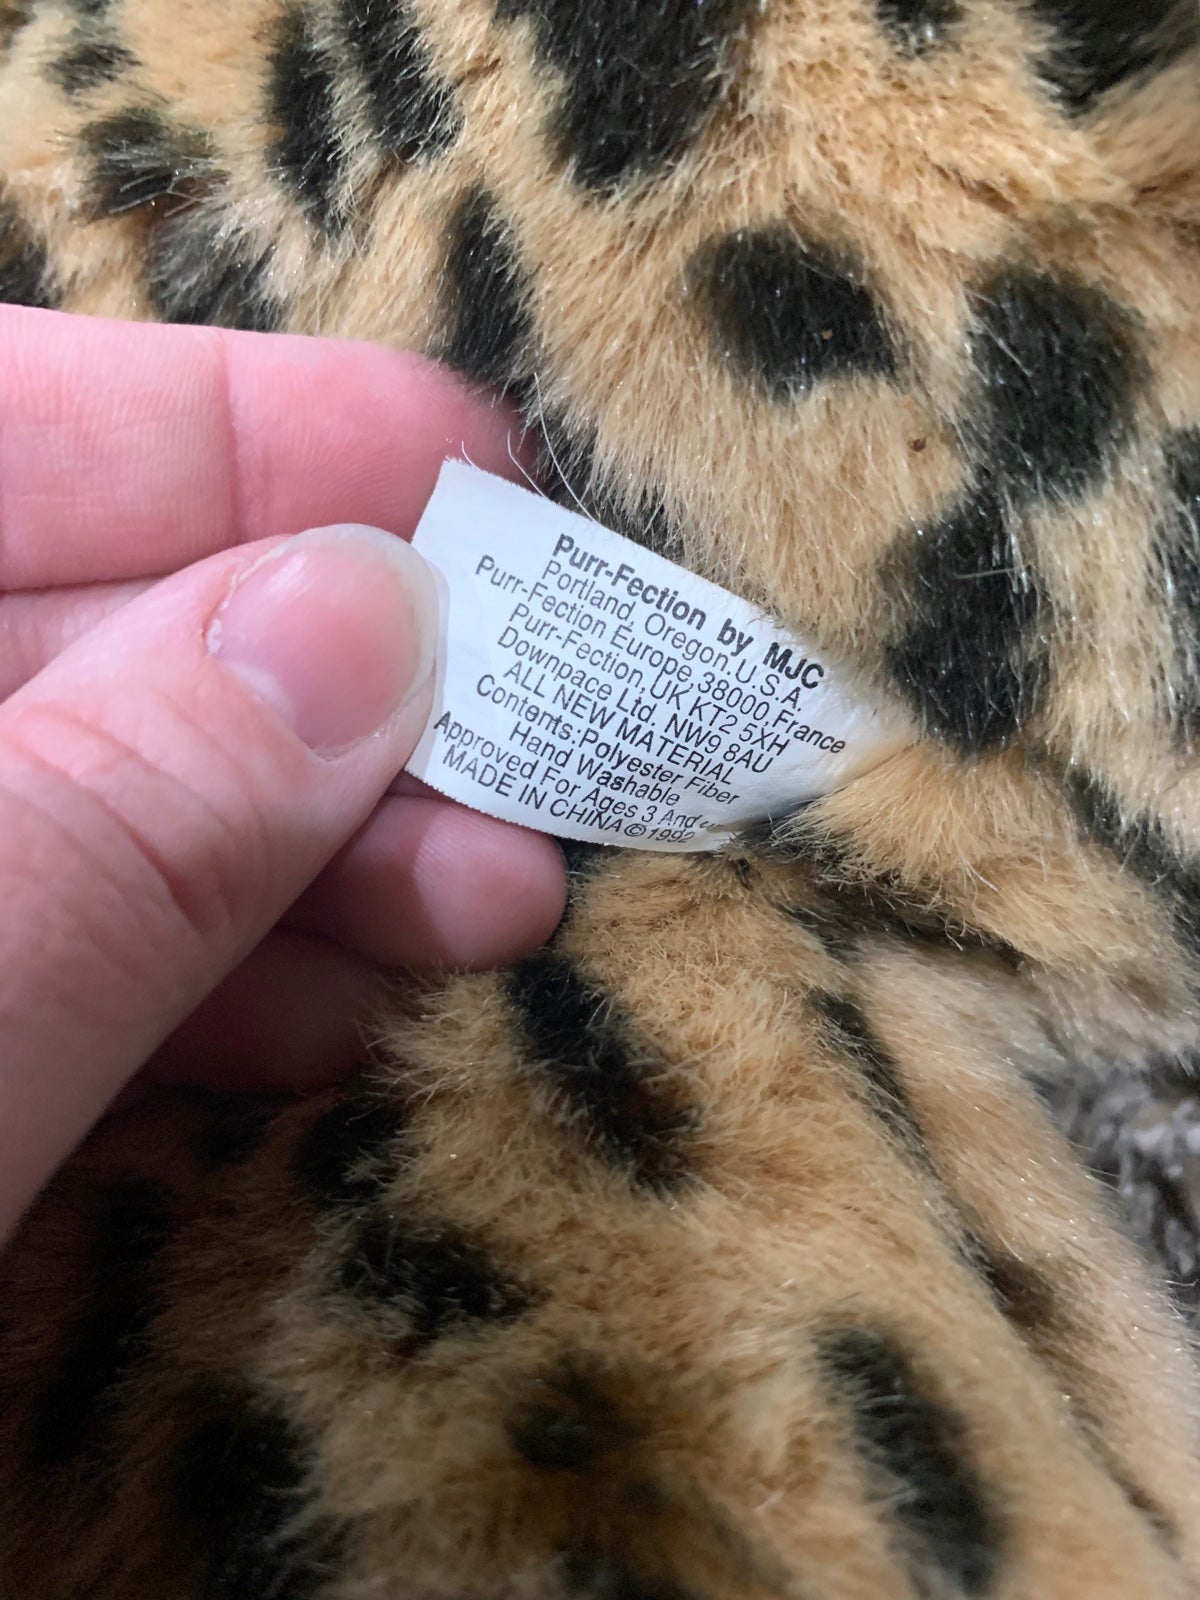 Purr-Fection by MJC
Portland, Oregon.U.S.A.
Purr-Fection Europe,38000,France
Purr-Fection,UK KT2 5XH
Downpace Ltd. NW9 8AU
ALL NEW MATERIAL
Contents:Polyester Fiber
Hand Washable
Approved For Ages 3 And
MADE IN CHINA©1992